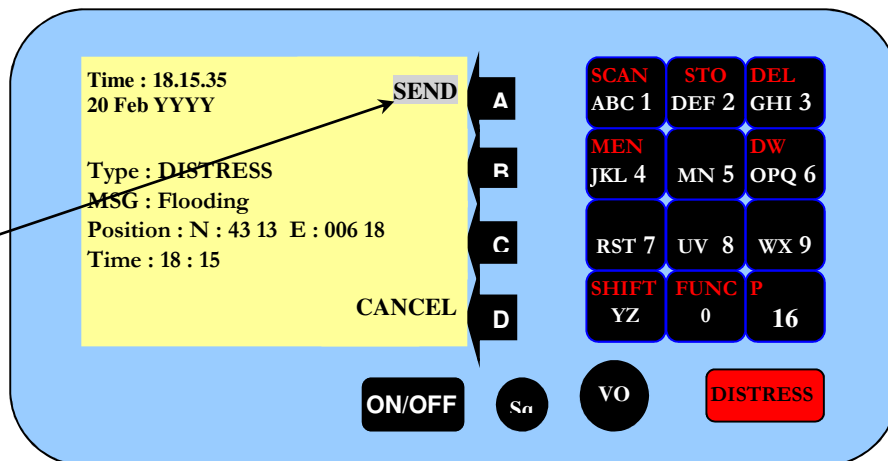 Time : 18.15.35
20 Feb YYYY
SEND
Type : DISTRESS
MSG : Flooding
Position : N : 43 13 E : 006 18
Time : 18 : 15
CANCEL
A
B
C
D
SCAN STO DEL
ABC 1 DEF 2 GHI 3
MEN DW
JKL 4 MN 5 OPQ 6
RST 7 UV 8 WX 9
SHIFT FUNC P
YZ 0 16
ON/OFF
Sq
VO
DISTRESS